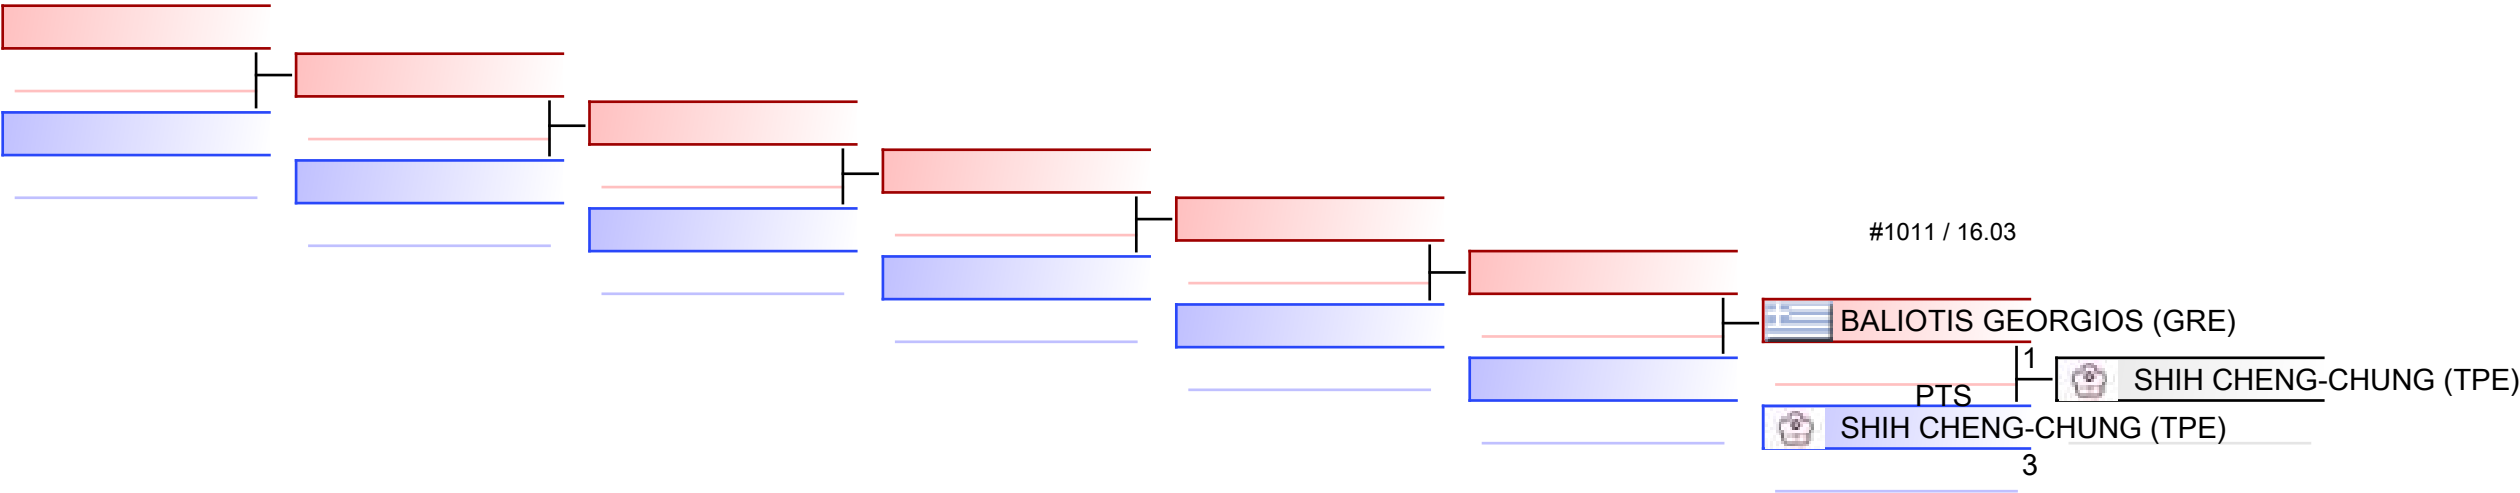 #1011 / 16.03
BALIOTIS GEORGIOS (GRE)
1
SHIH CHENG-CHUNG (TPE)
PTS
SHIH CHENG-CHUNG (TPE)
3